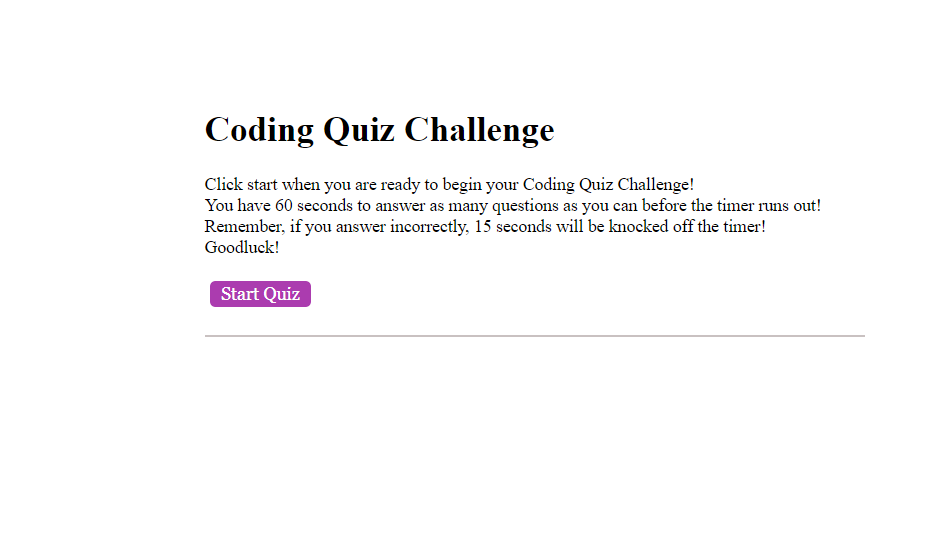 Coding Quiz Challenge
Click start when you are ready to begin your Coding Quiz Challenge!
You have 60 seconds to answer as many questions as you can before the timer runs out!
Remember, if you answer incorrectly, 15 seconds will be knocked off the timer!
Goodluck!
Start Quiz